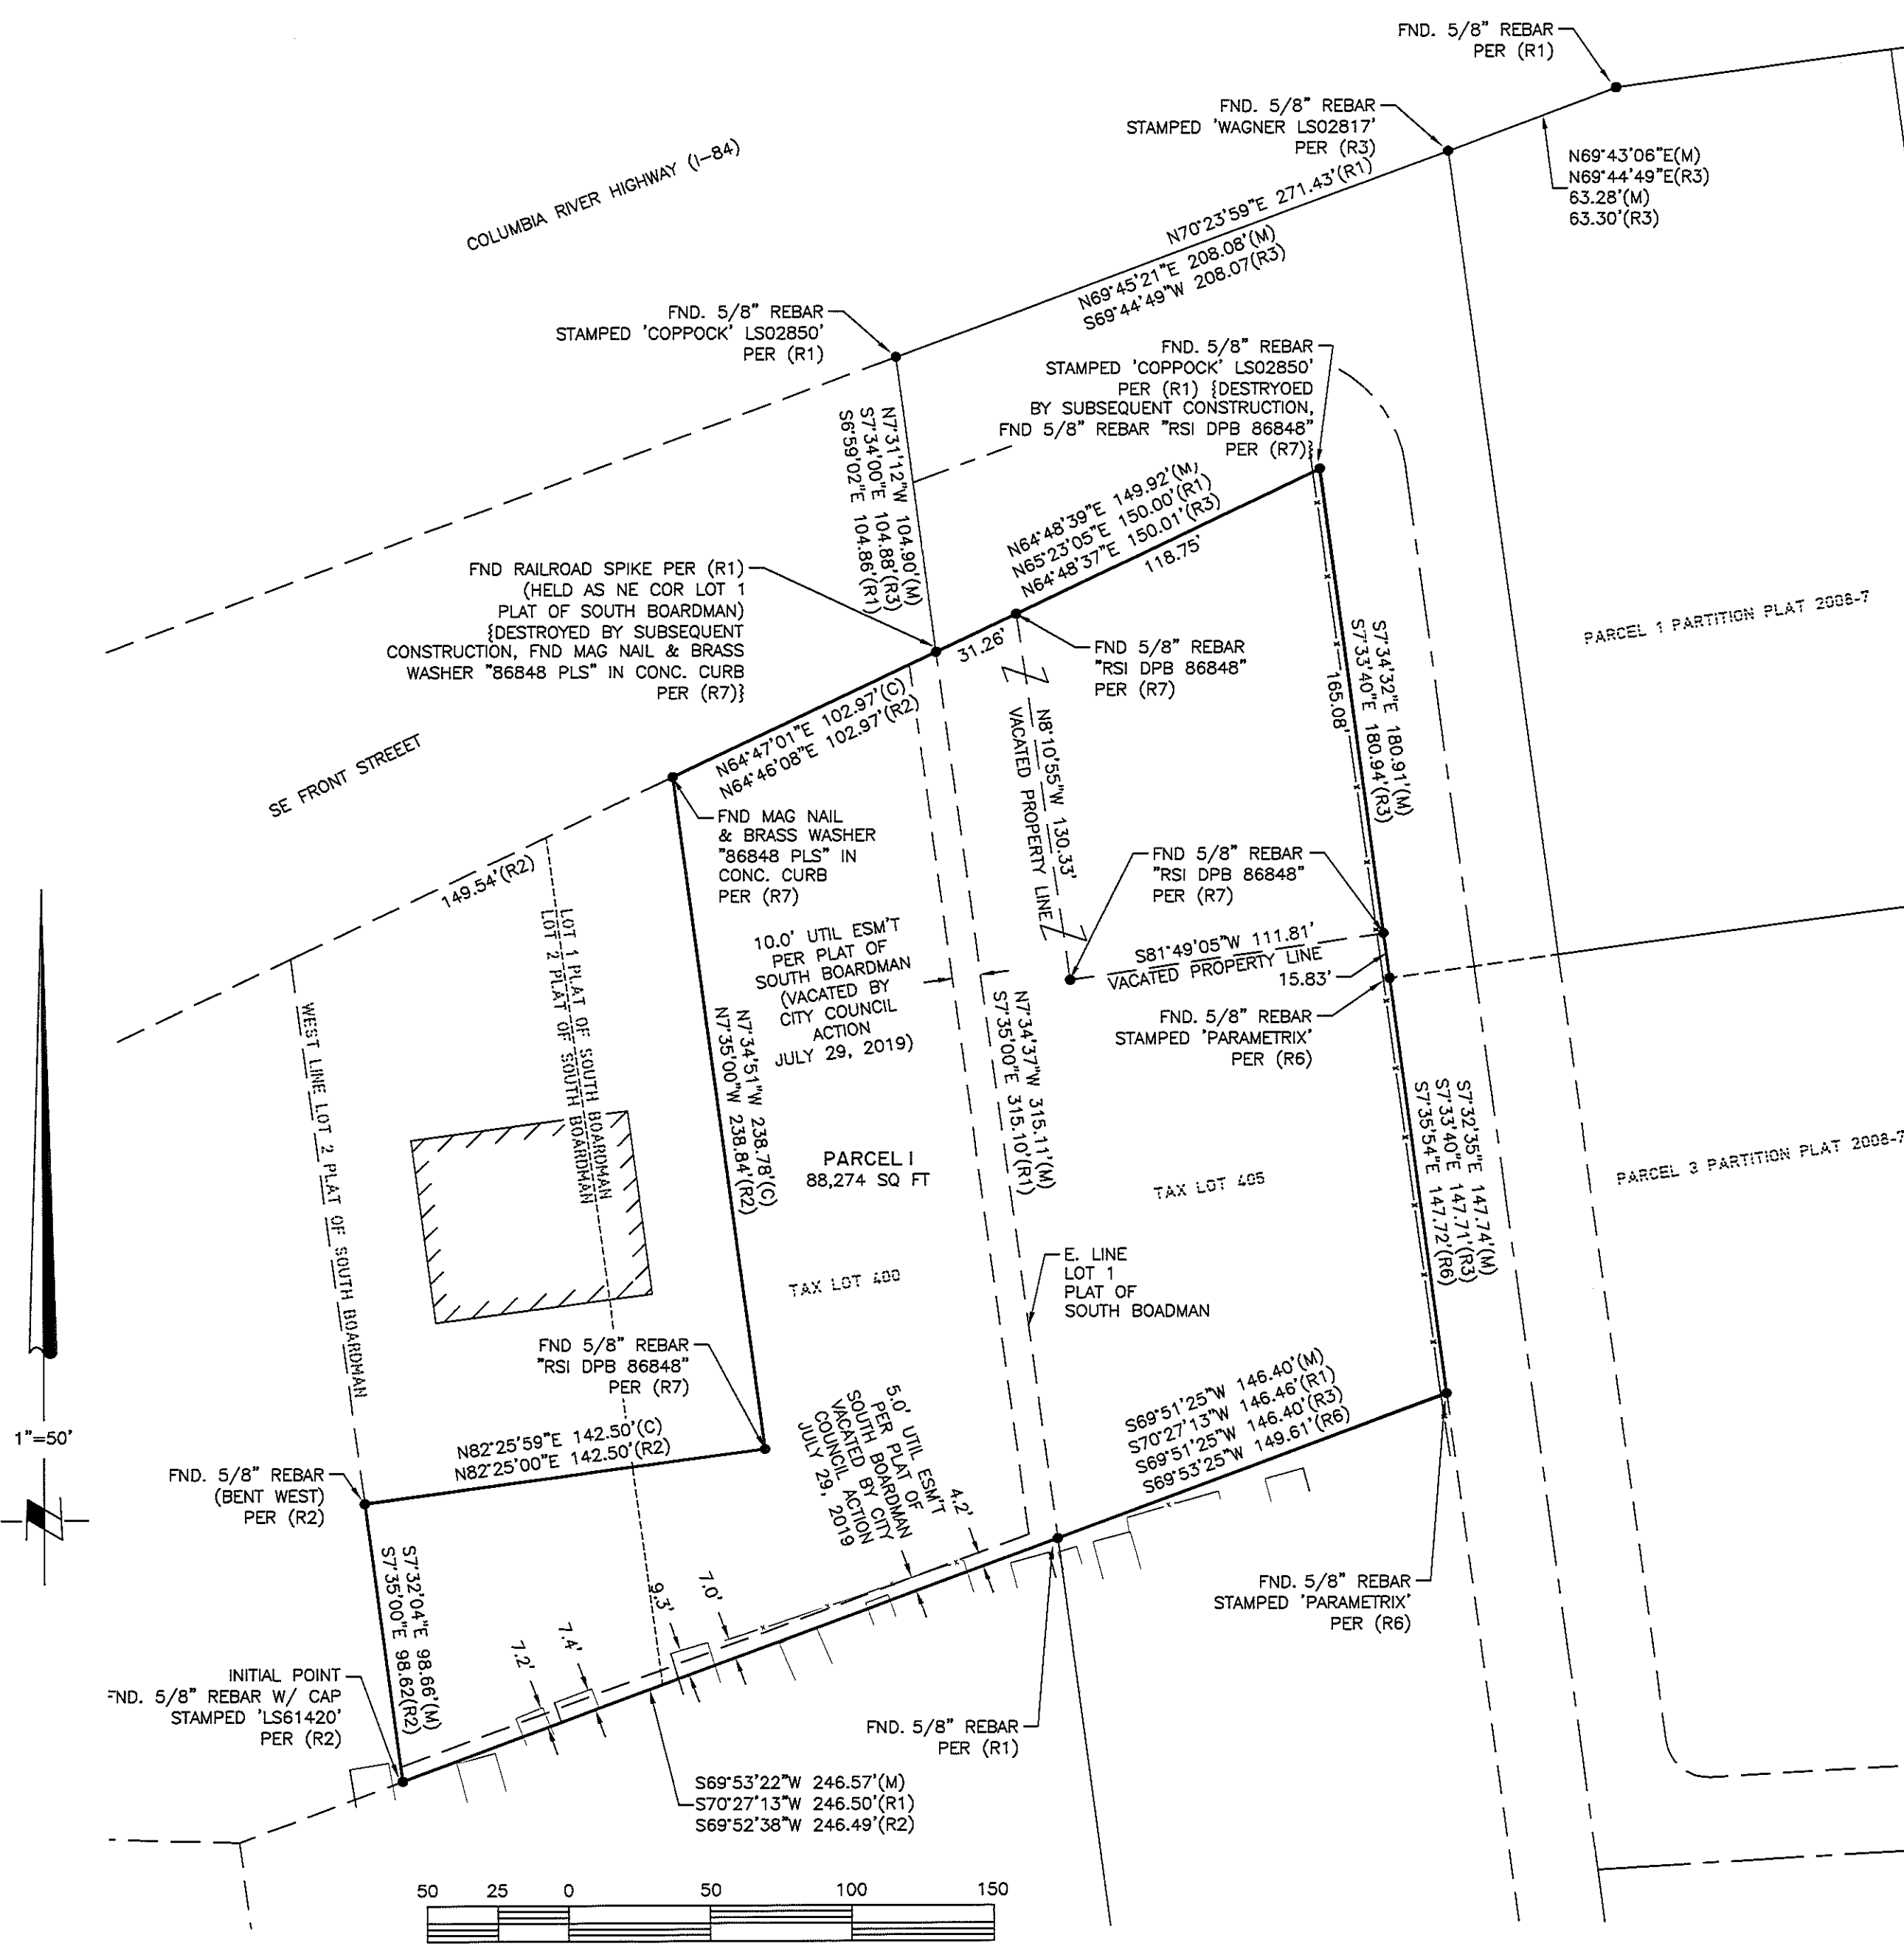 FND. 5/8" REBAR
PER (R1)
FND. 5/8" REBAR
STAMPED 'WAGNER LS02817'
PER (R3)
N69°43'06"E(M)
N69°44'49"E(R3)
63.28'(M)
63.30'(R3)
COLUMBIA RIVER HIGHWAY (I-84)
N70°23'59"E 271.43'(R1)
N69°45'21"E 208.08'(M)
S69°44'49"W 208.07(R3)
FND. 5/8" REBAR
STAMPED 'COPPOCK' LS02850'
PER (R1)
FND. 5/8" REBAR
STAMPED 'COPPOCK' LS02850'
PER (R1) {DESTRYOED
BY SUBSEQUENT CONSTRUCTION,
FND 5/8" REBAR "RSI DPB 86848"
PER (R7)}
N7°31'12"W 104.90'(M)
S7°34'00"E 104.88'(R3)
S6°59'02"E 104.86'(R1)
N64°48'39"E 149.92'(M)
N65°23'05"E 150.00'(R1)
N64°48'37"E 150.01'(R3)
118.75'
FND RAILROAD SPIKE PER (R1)
(HELD AS NE COR LOT 1
PLAT OF SOUTH BOARDMAN)
{DESTROYED BY SUBSEQUENT
CONSTRUCTION, FND MAG NAIL & BRASS
WASHER "86848 PLS" IN CONC. CURB
PER (R7)}
31.26'
FND 5/8" REBAR
"RSI DPB 86848"
PER (R7)
PARCEL 1 PARTITION PLAT 2008-7
S7°34'32"E 180.91'(M)
S7°33'40"E 180.94'(R3)
165.08'
N64°47'01"E 102.97'(C)
N64°46'08"E 102.97'(R2)
N8°10'55"W 130.33'
VACATED PROPERTY LINE
SE FRONT STREEET
FND MAG NAIL
& BRASS WASHER
"86848 PLS" IN
CONC. CURB
PER (R7)
149.54'(R2)
FND 5/8" REBAR
"RSI DPB 86848"
PER (R7)
LOT 1 PLAT OF SOUTH BOARDMAN
LOT 2 PLAT OF SOUTH BOARDMAN
10.0' UTIL ESM'T
PER PLAT OF
SOUTH BOARDMAN
(VACATED BY
CITY COUNCIL
ACTION
JULY 29, 2019)
S81°49'05"W 111.81'
VACATED PROPERTY LINE
15.83'
FND. 5/8" REBAR
STAMPED 'PARAMETRIX'
PER (R6)
WEST LINE LOT 2 PLAT OF SOUTH BOARDMAN
N7°34'51"W 238.78'(C)
N7°35'00"W 238.84'(R2)
N7°34'37"W 315.11'(M)
S7°35'00"E 315.10'(R1)
S7°32'35"E 147.74'(M)
S7°33'40"E 147.71'(R3)
S7°35'54"E 147.72'(R6)
PARCEL 3 PARTITION PLAT 2008-7
PARCEL I
88,274 SQ FT
TAX LOT 405
TAX LOT 400
E. LINE
LOT 1
PLAT OF
SOUTH BOADMAN
FND 5/8" REBAR
"RSI DPB 86848"
PER (R7)
S69°51'25"W 146.40'(M)
S70°27'13"W 146.46'(R1)
S69°51'25"W 146.40'(R3)
S69°53'25"W 149.61'(R6)
1"=50'
N82°25'59"E 142.50'(C)
N82°25'00"E 142.50'(R2)
5.0' UTIL ESM'T
PER PLAT OF
SOUTH BOARDMAN
VACATED BY CITY
COUNCIL ACTION
JULY 29, 2019
4.2'
FND. 5/8" REBAR
(BENT WEST)
PER (R2)
S7°32'04"E 98.66'(M)
S7°35'00"E 98.62(R2)
7.0'
9.3'
7.4'
7.2'
FND. 5/8" REBAR
STAMPED 'PARAMETRIX'
PER (R6)
INITIAL POINT
FND. 5/8" REBAR W/ CAP
STAMPED 'LS61420'
PER (R2)
FND. 5/8" REBAR
PER (R1)
S69°53'22"W 246.57'(M)
S70°27'13"W 246.50'(R1)
S69°52'38"W 246.49'(R2)
50 25 0 50 100 150